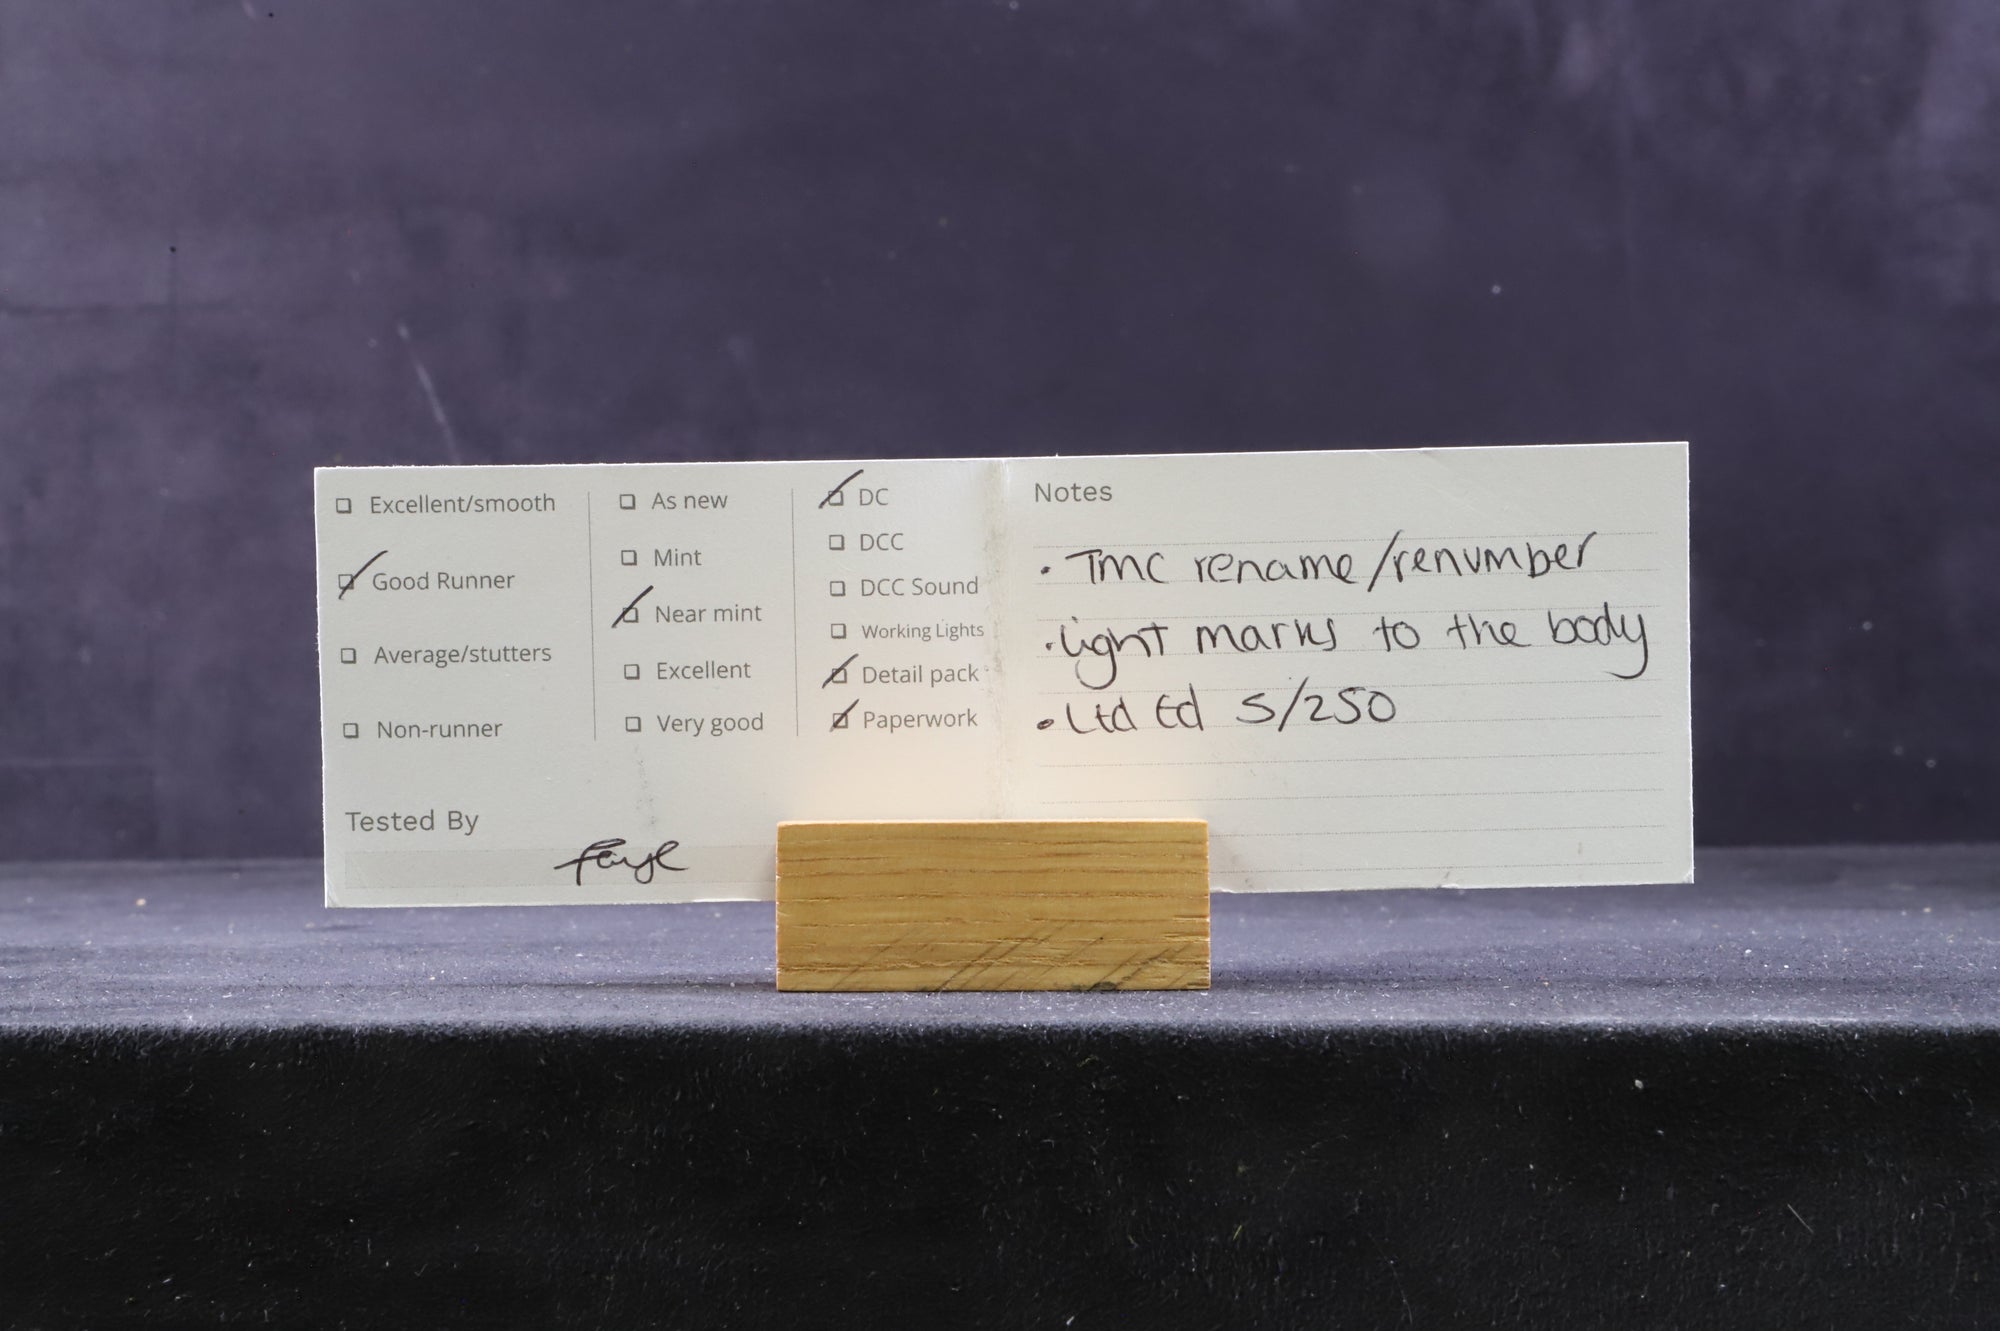 Excellent/smooth
Good Runner
Average/stutters
Non-runner
As new
Mint
Near mint
Excellent
Very good
DC
DCC
DCC Sound
Working Lights
Detail pack
Paperwork
Tested By
Notes
• TMC rename/renumber
• light marks to the body
• Ltd Ed 5/250